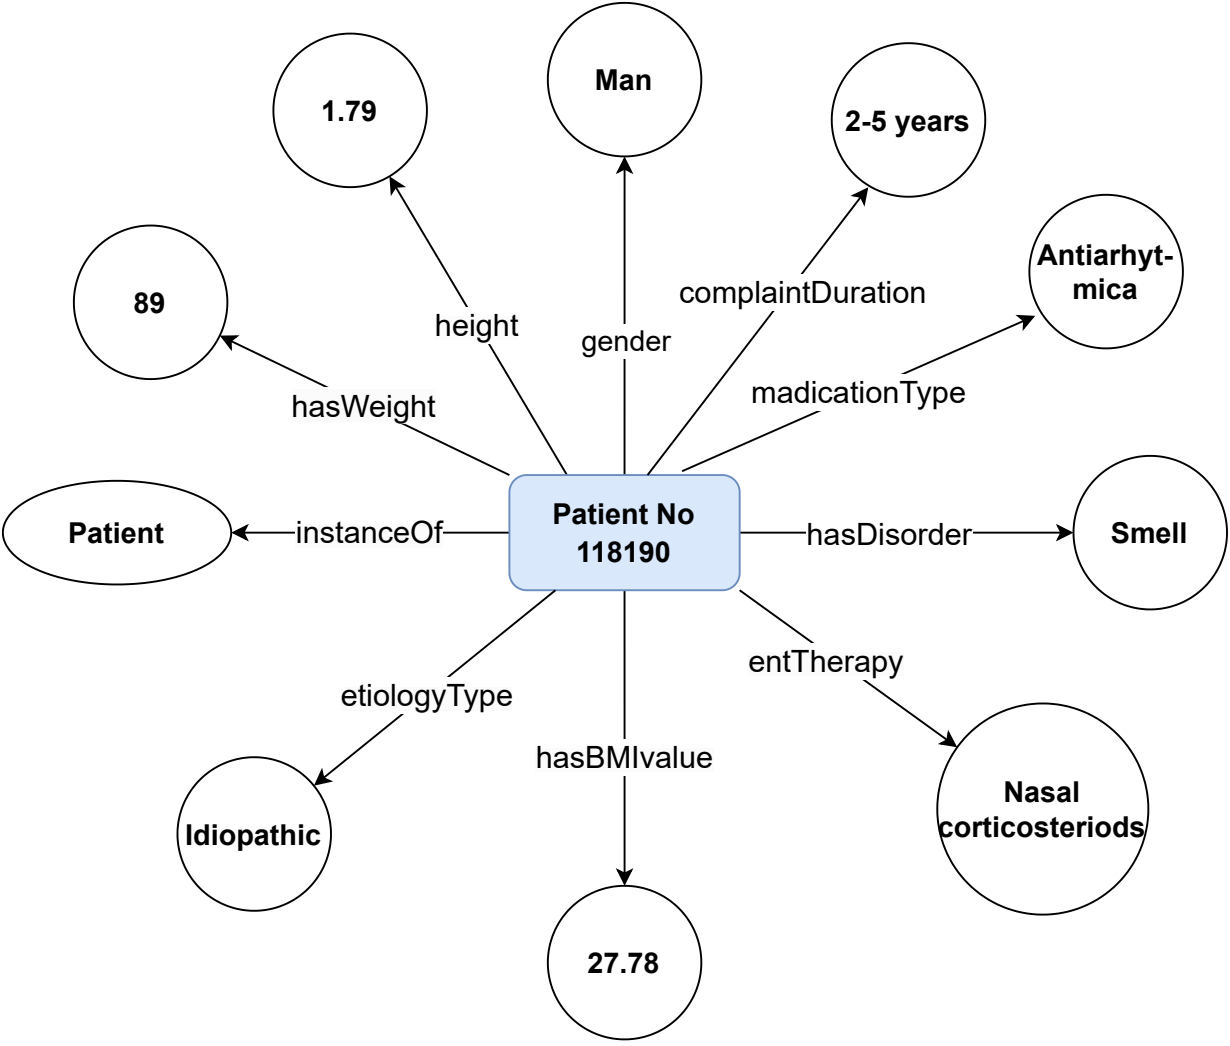 Man
1.79
2-5 years
Antiarhyt-
mica
89
complaintDuration
height
gender
madicationType
hasWeight
Patient No
118190
Patient
instanceOf
hasDisorder
Smell
entTherapy
etiologyType
hasBMIvalue
Nasal
corticosteriods
Idiopathic
27.78